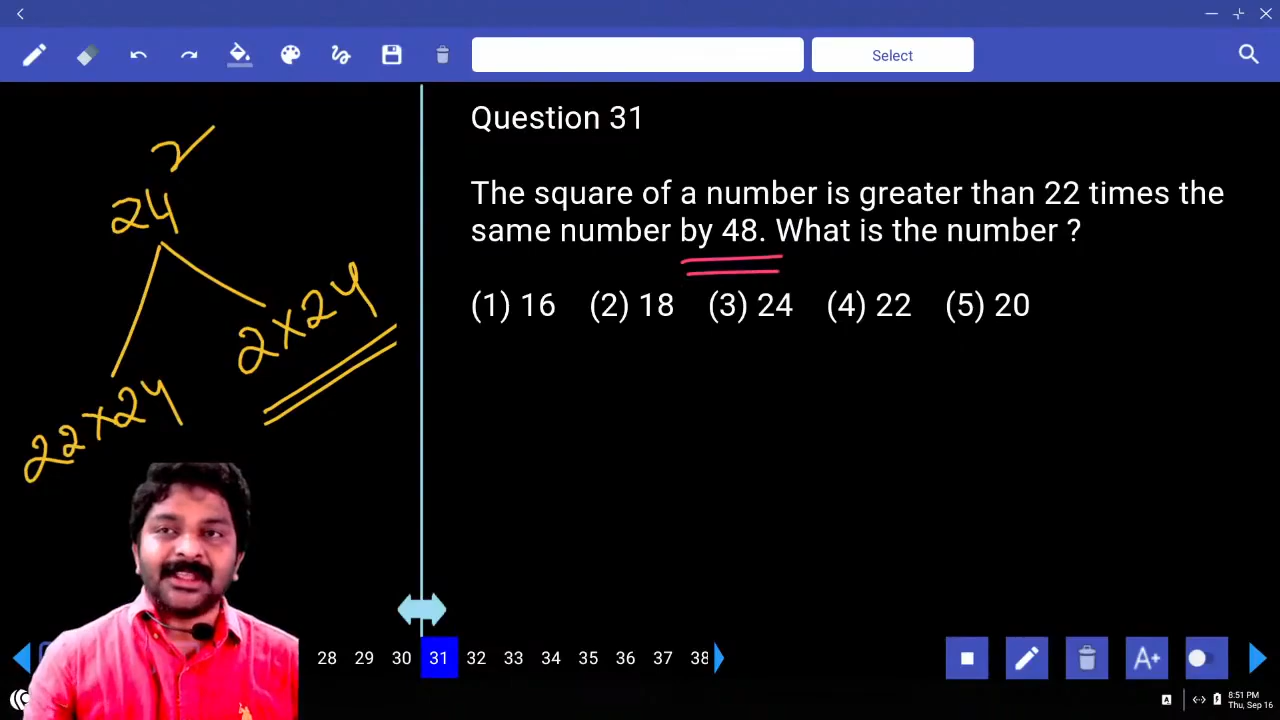 Select
Question 31
The square of a number is greater than 22 times the
same number by 48. What is the number ?
(1) 16 (2) 18 (3) 24 (4) 22 (5) 20
2
24
22×24
2×24
28 29 30 31 32 33 34 35 36 37 38
A+
A
8:51 PM
Thu, Sep 16